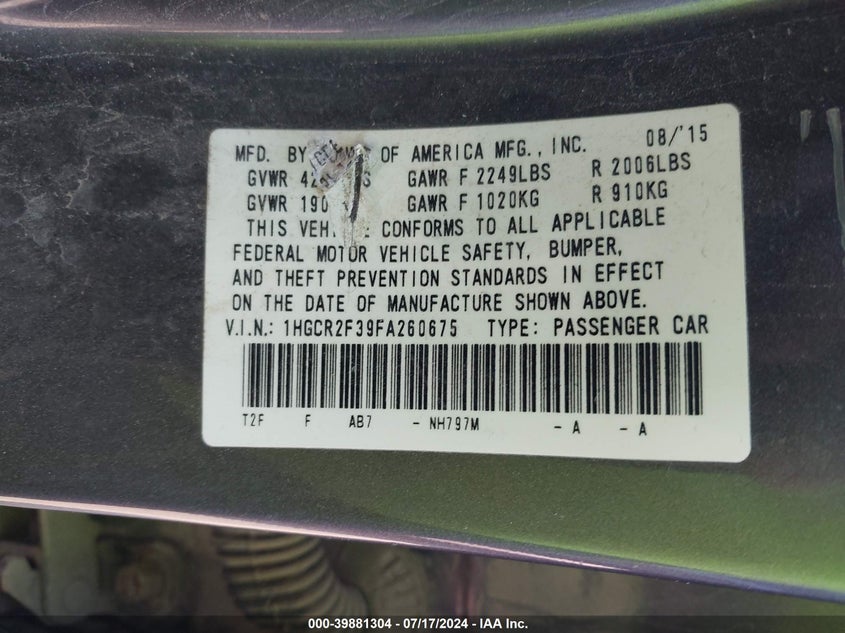 MFD. BY OF AMERICA MFG., INC. 08/'15
GVWR GAWR F 2249LBS R 2006LBS
GVWR GAWR F 1020KG R 910KG
THIS CONFORMS TO ALL APPLICABLE
FEDERAL MOTOR VEHICLE SAFETY, BUMPER,
AND THEFT PREVENTION STANDARDS IN EFFECT
ON THE DATE OF MANUFACTURE SHOWN ABOVE.
V.I.N.: 1HGCR2F39FA260675 TYPE: PASSENGER CAR
T2F F AB7 - NH797M - A - A
000-39881304 - 07/17/2024 - IAA Inc.